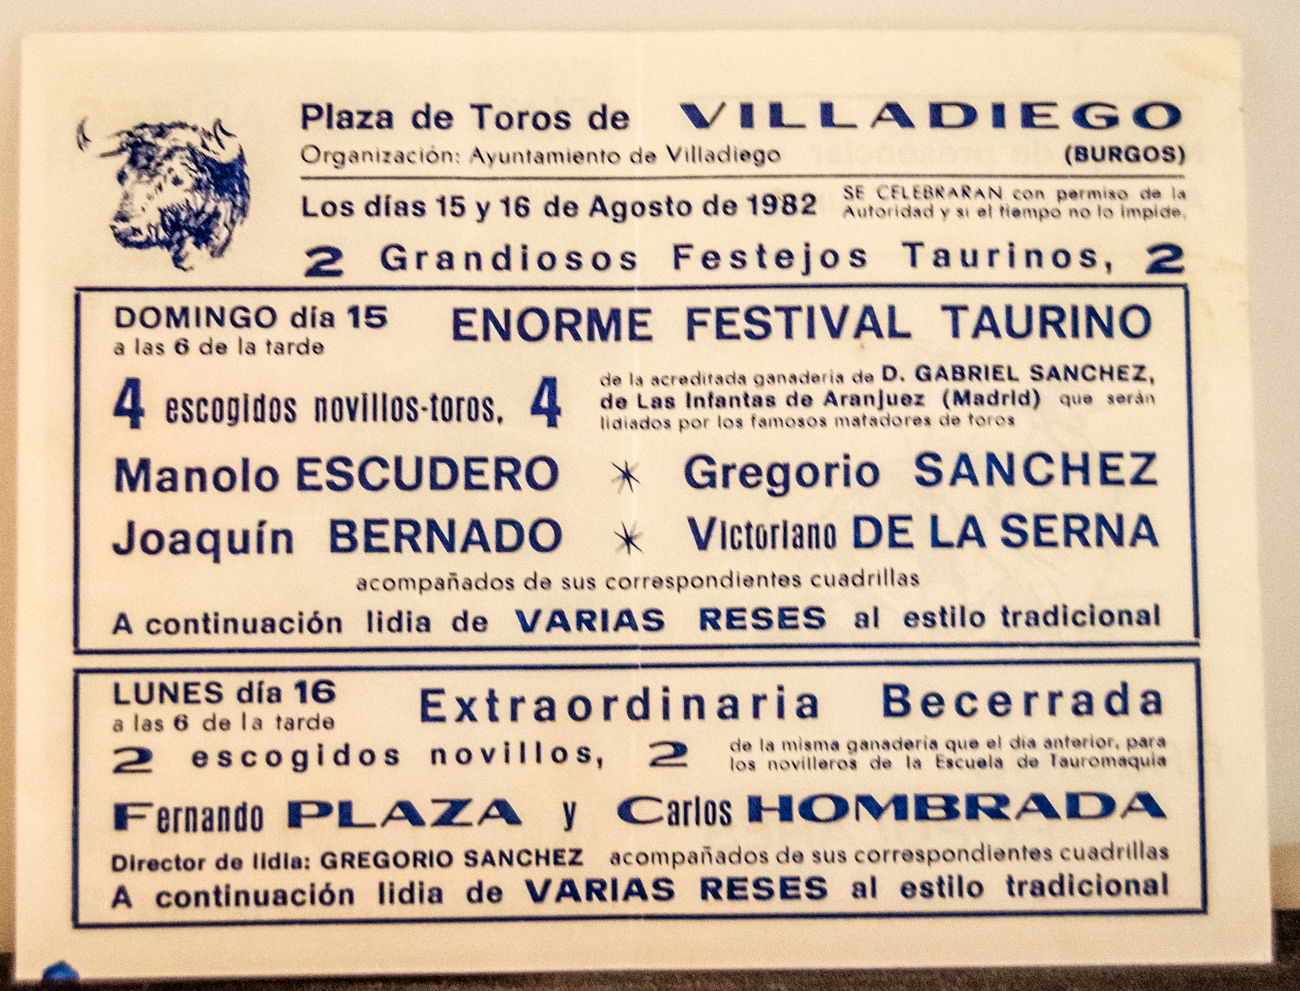 Plaza de Toros de VILLADIEGO
Organización: Ayuntamiento de Villadiego (BURGOS)
Los días 15 y 16 de Agosto de 1982 SE CELEBRARAN con permiso de la
Autoridad y si el tiempo no lo impide,
2 Grandiosos Festejos Taurinos, 2
DOMINGO día 15 ENORME FESTIVAL TAURINO
a las 6 de la tarde
4 escogidos novillos-toros, 4
de la acreditada ganadería de D. GABRIEL SANCHEZ,
de Las Infantas de Aranjuez (Madrid) que serán
lidiados por los famosos matadores de toros
Manolo ESCUDERO * Gregorio SANCHEZ
Joaquín BERNADO * Victoriano DE LA SERNA
acompañados de sus correspondientes cuadrillas
A continuación lidia de VARIAS RESES al estilo tradicional
LUNES día 16 Extraordinaria Becerrada
a las 6 de la tarde
2 escogidos novillos, 2
de la misma ganadería que el día anterior, para
los novilleros de la Escuela de Tauromaquia
Fernando PLAZA y Carlos HOMBRADA
Director de lidia: GREGORIO SANCHEZ acompañados de sus correspondientes cuadrillas
A continuación lidia de VARIAS RESES al estilo tradicional